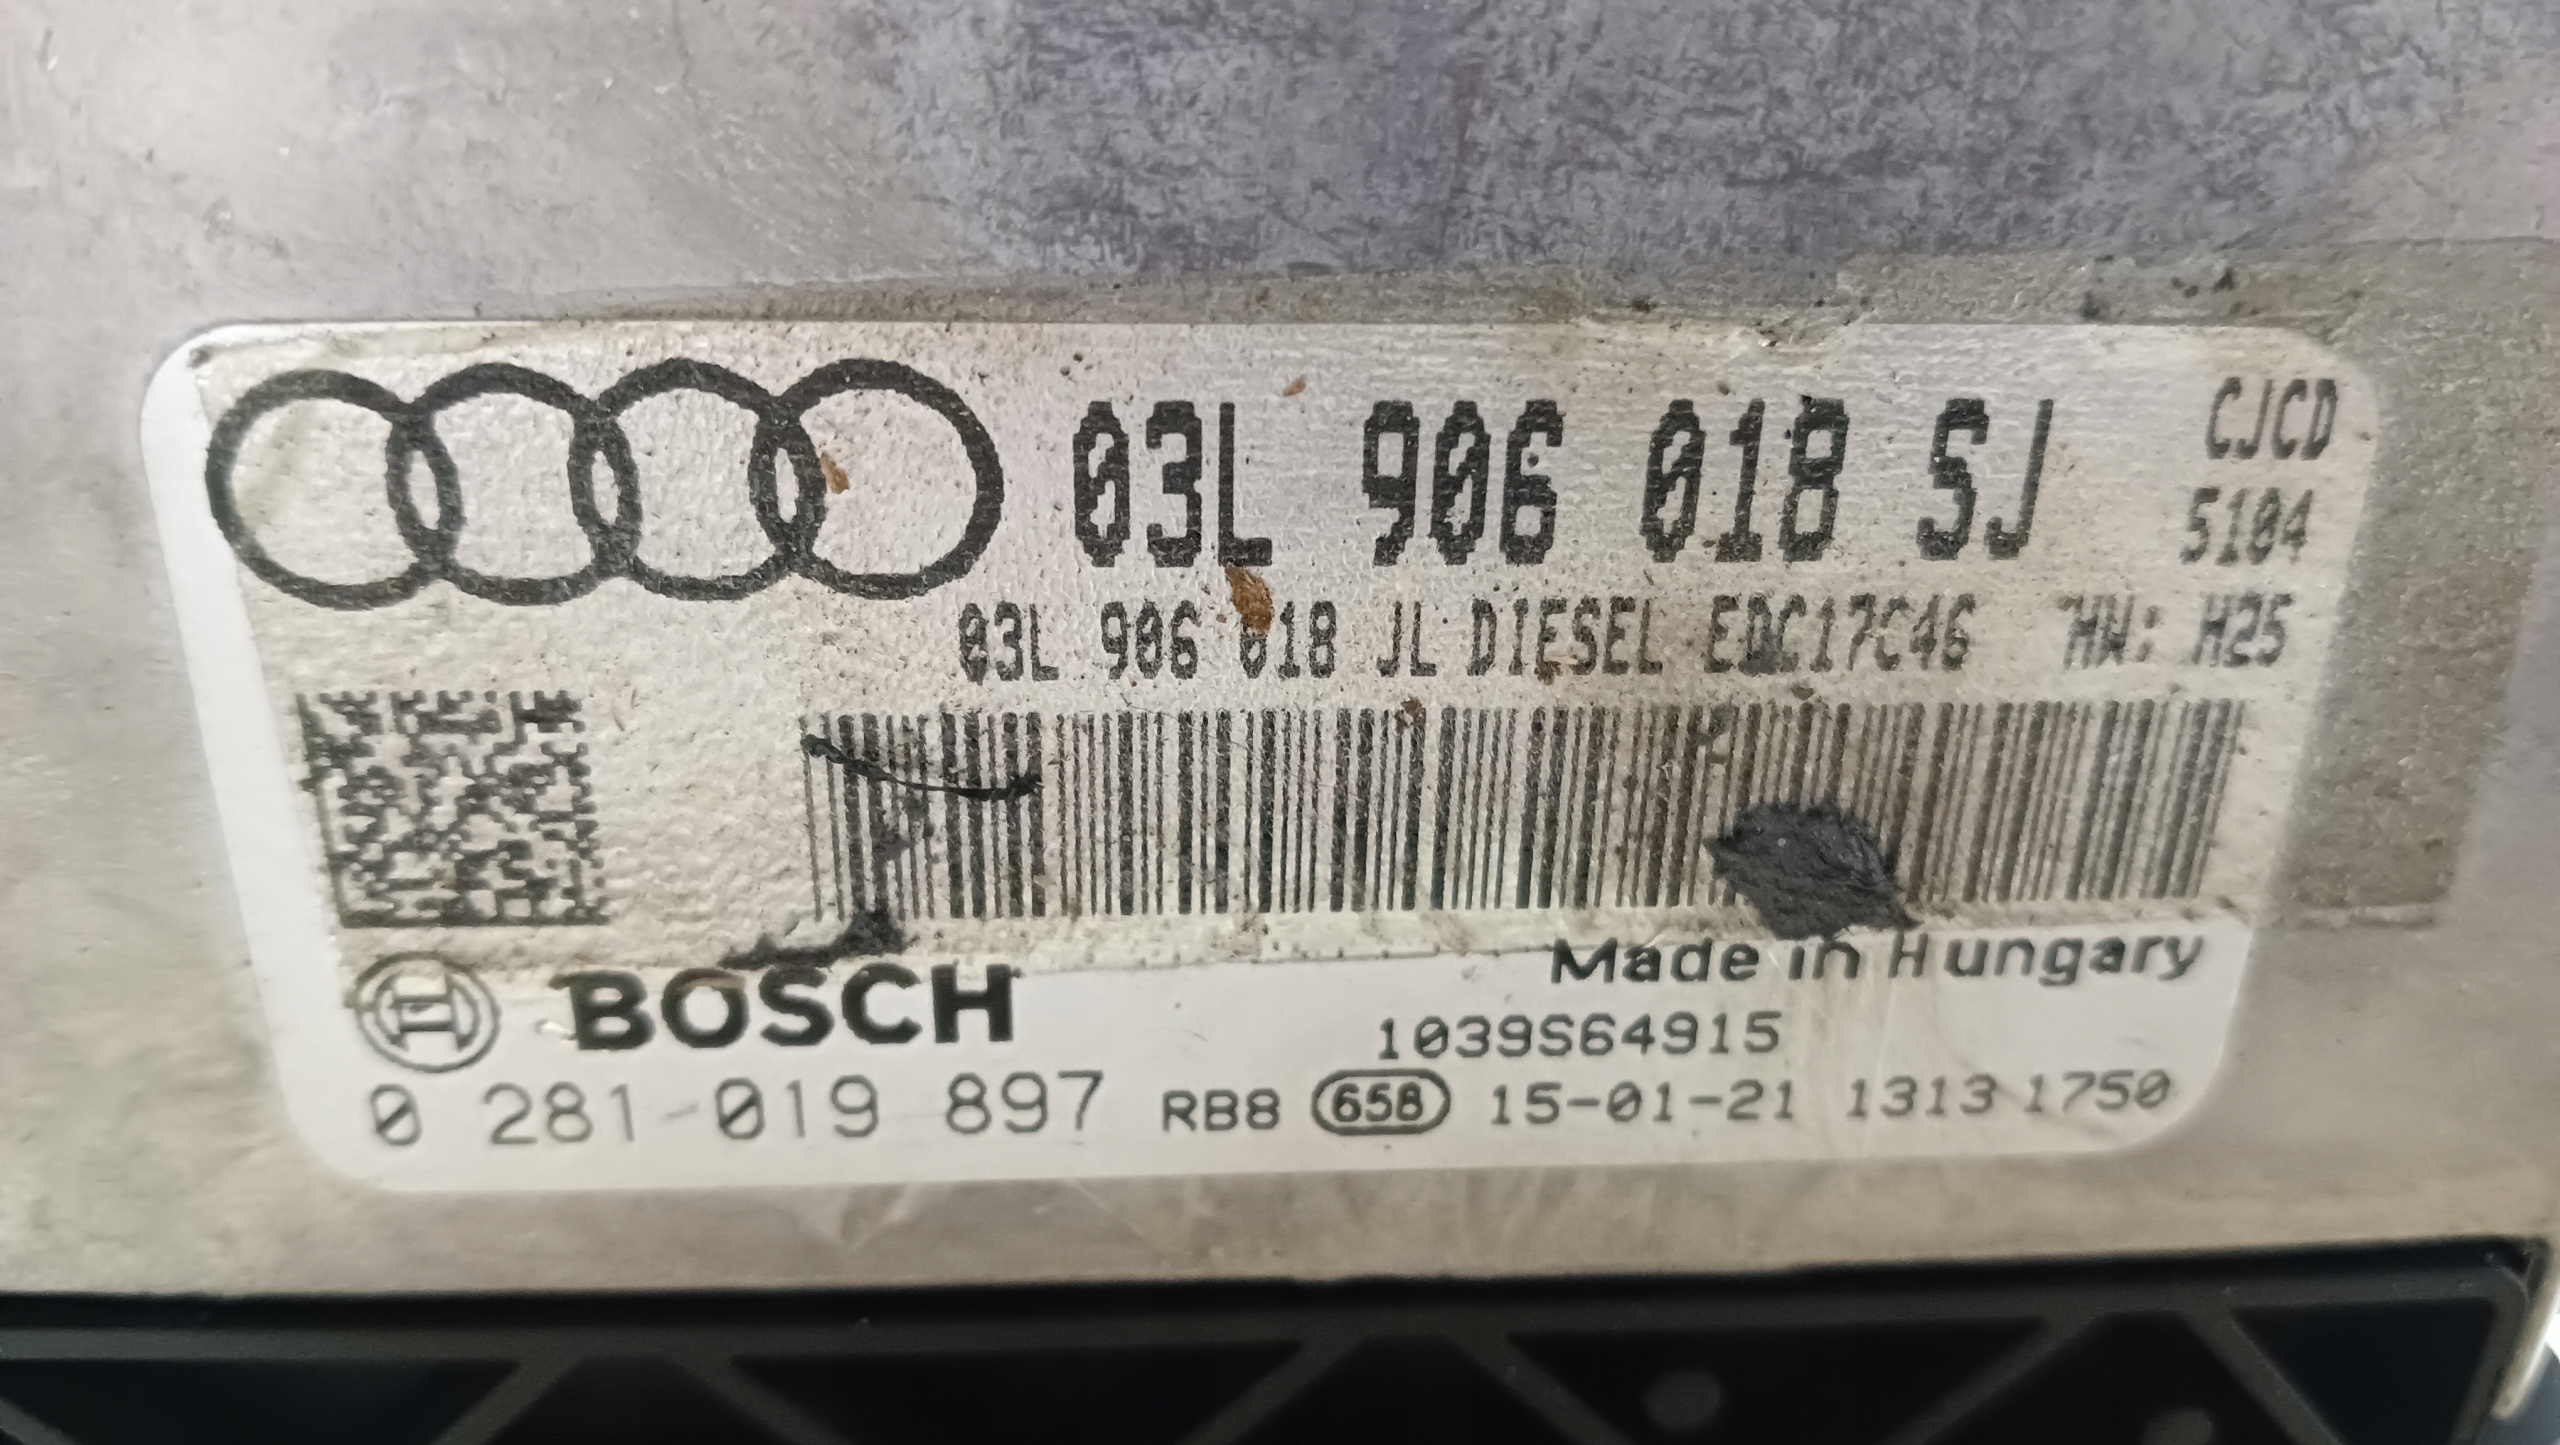 03L 906 018 SJ CJCD
5104
03L 906 018 JL DIESEL EDC17C46 HW: H25
Made in Hungary
BOSCH
1039S64915
0 281 019 897 RB8 658 15-01-21 1313 1750